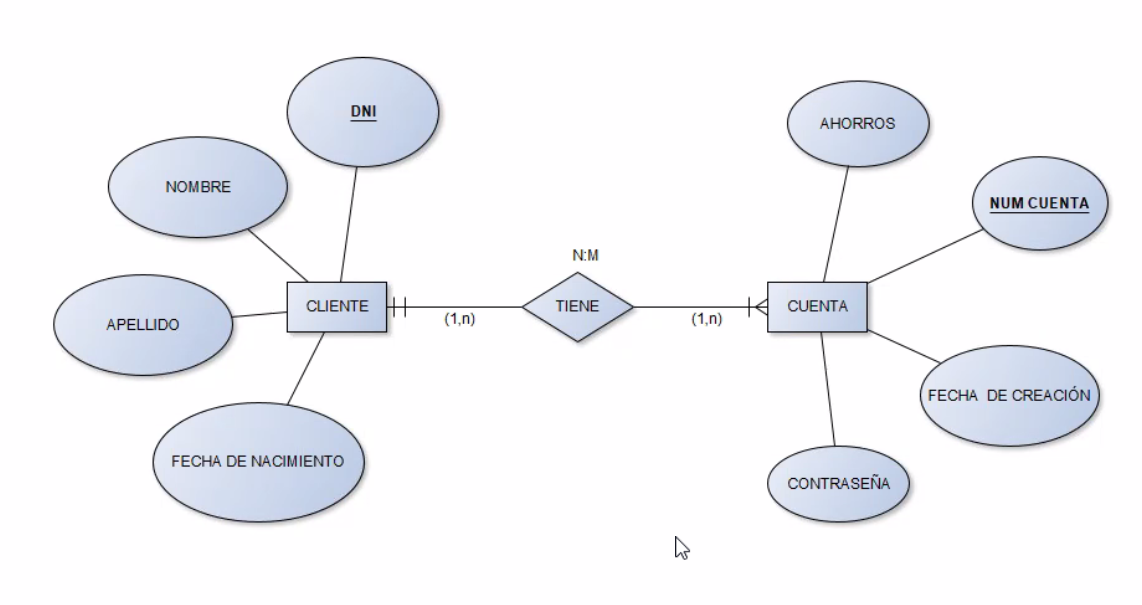 DNI
AHORROS
NOMBRE
NUM CUENTA
N:M
CLIENTE
TIENE
CUENTA
(1,n)
(1,n)
APELLIDO
FECHA DE CREACIÓN
FECHA DE NACIMIENTO
CONTRASEÑA